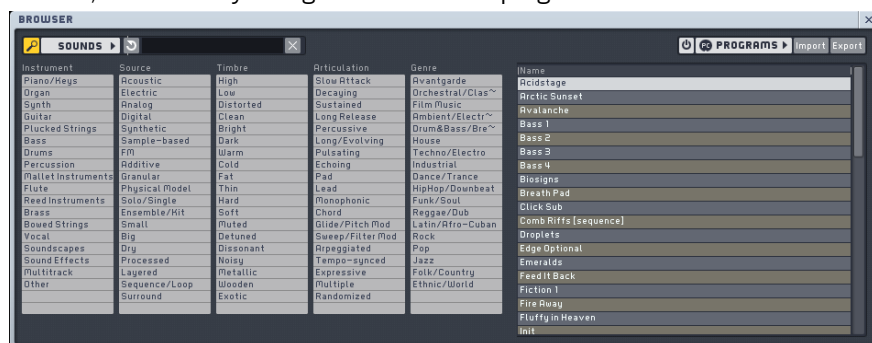 BROWSER
SOUNDS
PROGRAMS Import Export
Instrument
Piano/Keys
Organ
Synth
Guitar
Plucked Strings
Bass
Drums
Percussion
Mallet Instruments
Flute
Reed Instruments
Brass
Bowed Strings
Vocal
Soundscapes
Sound Effects
Multitrack
Other
Source
Acoustic
Electric
Analog
Digital
Synthetic
Sample-based
FM
Additive
Granular
Physical Model
Solo/Single
Ensemble/Kit
Small
Big
Dry
Processed
Layered
Sequence/Loop
Surround
Timbre
High
Low
Distorted
Clean
Bright
Dark
Warm
Cold
Fat
Thin
Hard
Soft
Muted
Detuned
Dissonant
Noisy
Metallic
Wooden
Exotic
Articulation
Slow Attack
Decaying
Sustained
Long Release
Percussive
Long/Evolving
Pulsating
Echoing
Pad
Lead
Monophonic
Chord
Glide/Pitch Mod
Sweep/Filter Mod
Arpeggiated
Tempo-synced
Expressive
Multiple
Randomized
Genre
Avantgarde
Orchestral/Clas~
Film Music
Ambient/Electr~
Drum&Bass/Bre~
House
Techno/Electro
Industrial
Dance/Trance
HipHop/Downbeat
Funk/Soul
Reggae/Dub
Latin/Afro-Cuban
Rock
Pop
Jazz
Folk/Country
Ethnic/World
Name
Acidstage
Arctic Sunset
Avalanche
Bass 1
Bass 2
Bass 3
Bass 4
Biosigns
Breath Pad
Click Sub
Comb Riffs [sequence]
Droplets
Edge Optional
Emeralds
Feed It Back
Fiction 1
Fire Away
Fluffy in Heaven
Init